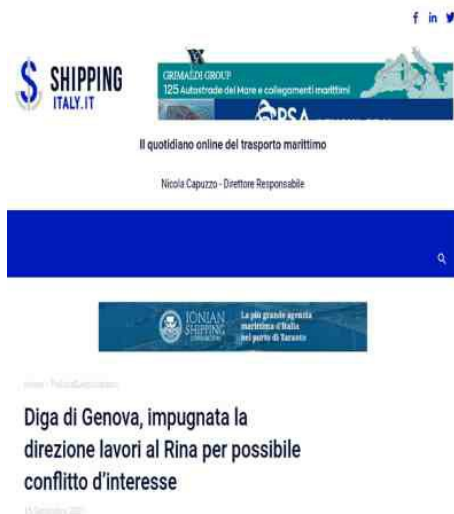 f in
SHIPPING
ITALY.IT
GRIMALDI GROUP
125 Autostrade del Mare e collegamenti marittimi
PSA
Il quotidiano online del trasporto marittimo
Nicola Capuzzo - Direttore Responsabile
IONIAN
SHIPPING
La più grande agenzia
marittima d'Italia
nel porto di Taranto
Diga di Genova, impugnata la
direzione lavori al Rina per possibile
conflitto d'interesse